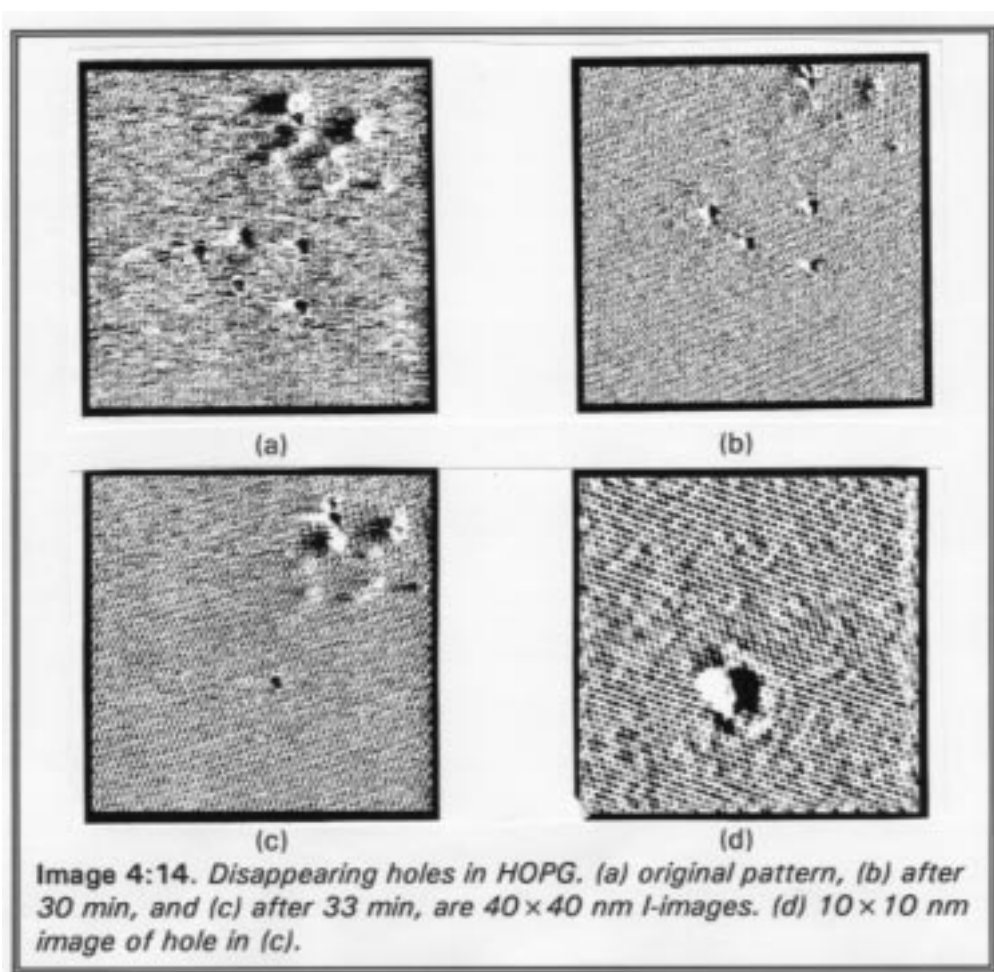 (a)
(b)
(c)
(d)
Image 4:14. Disappearing holes in HOPG. (a) original pattern, (b) after
30 min, and (c) after 33 min, are 40×40 nm I-images. (d) 10×10 nm
image of hole in (c).